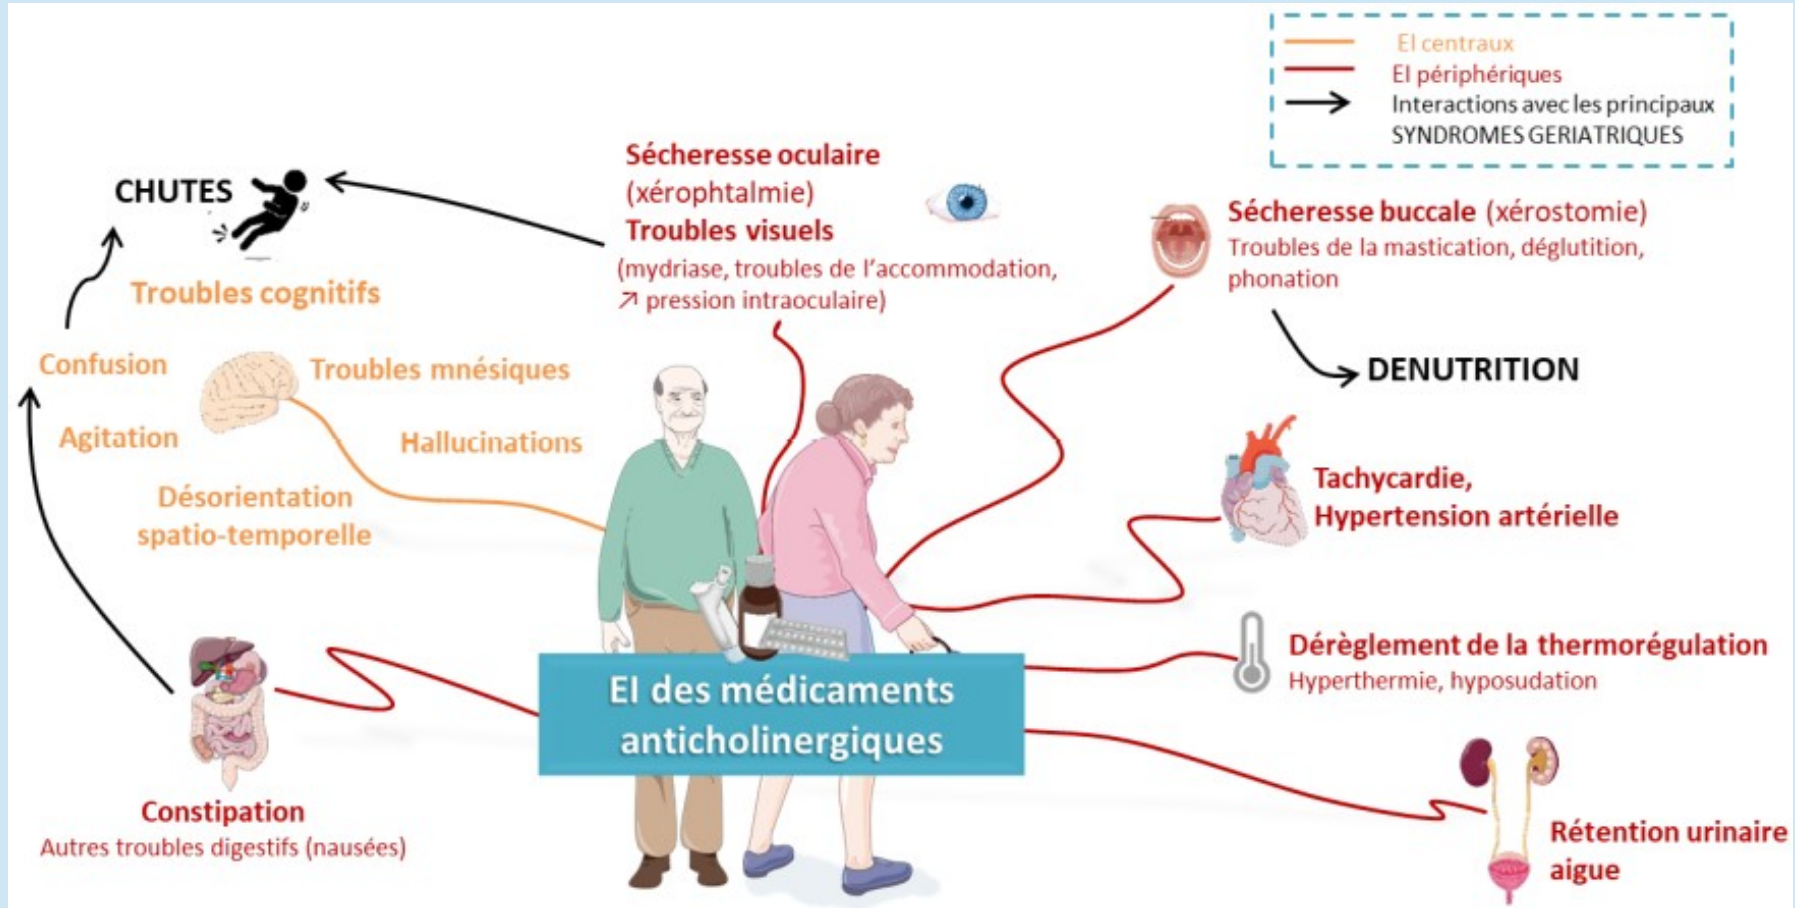 EI centraux
EI périphériques
Interactions avec les principaux
SYNDROMES GERIATRIQUES
CHUTES
Sécheresse oculaire
(xérophtalmie)
Troubles visuels
(mydriase, troubles de l’accommodation,
↗ pression intraoculaire)
Sécheresse buccale (xérostomie)
Troubles de la mastication, déglutition,
phonation
DENUTRITION
Troubles cognitifs
Confusion
Troubles mnésiques
Agitation
Hallucinations
Désorientation
spatio-temporelle
Tachycardie,
Hypertension artérielle
Dérèglement de la thermorégulation
Hyperthermie, hyposudation
EI des médicaments
anticholinergiques
Constipation
Autres troubles digestifs (nausées)
Rétention urinaire
aigue